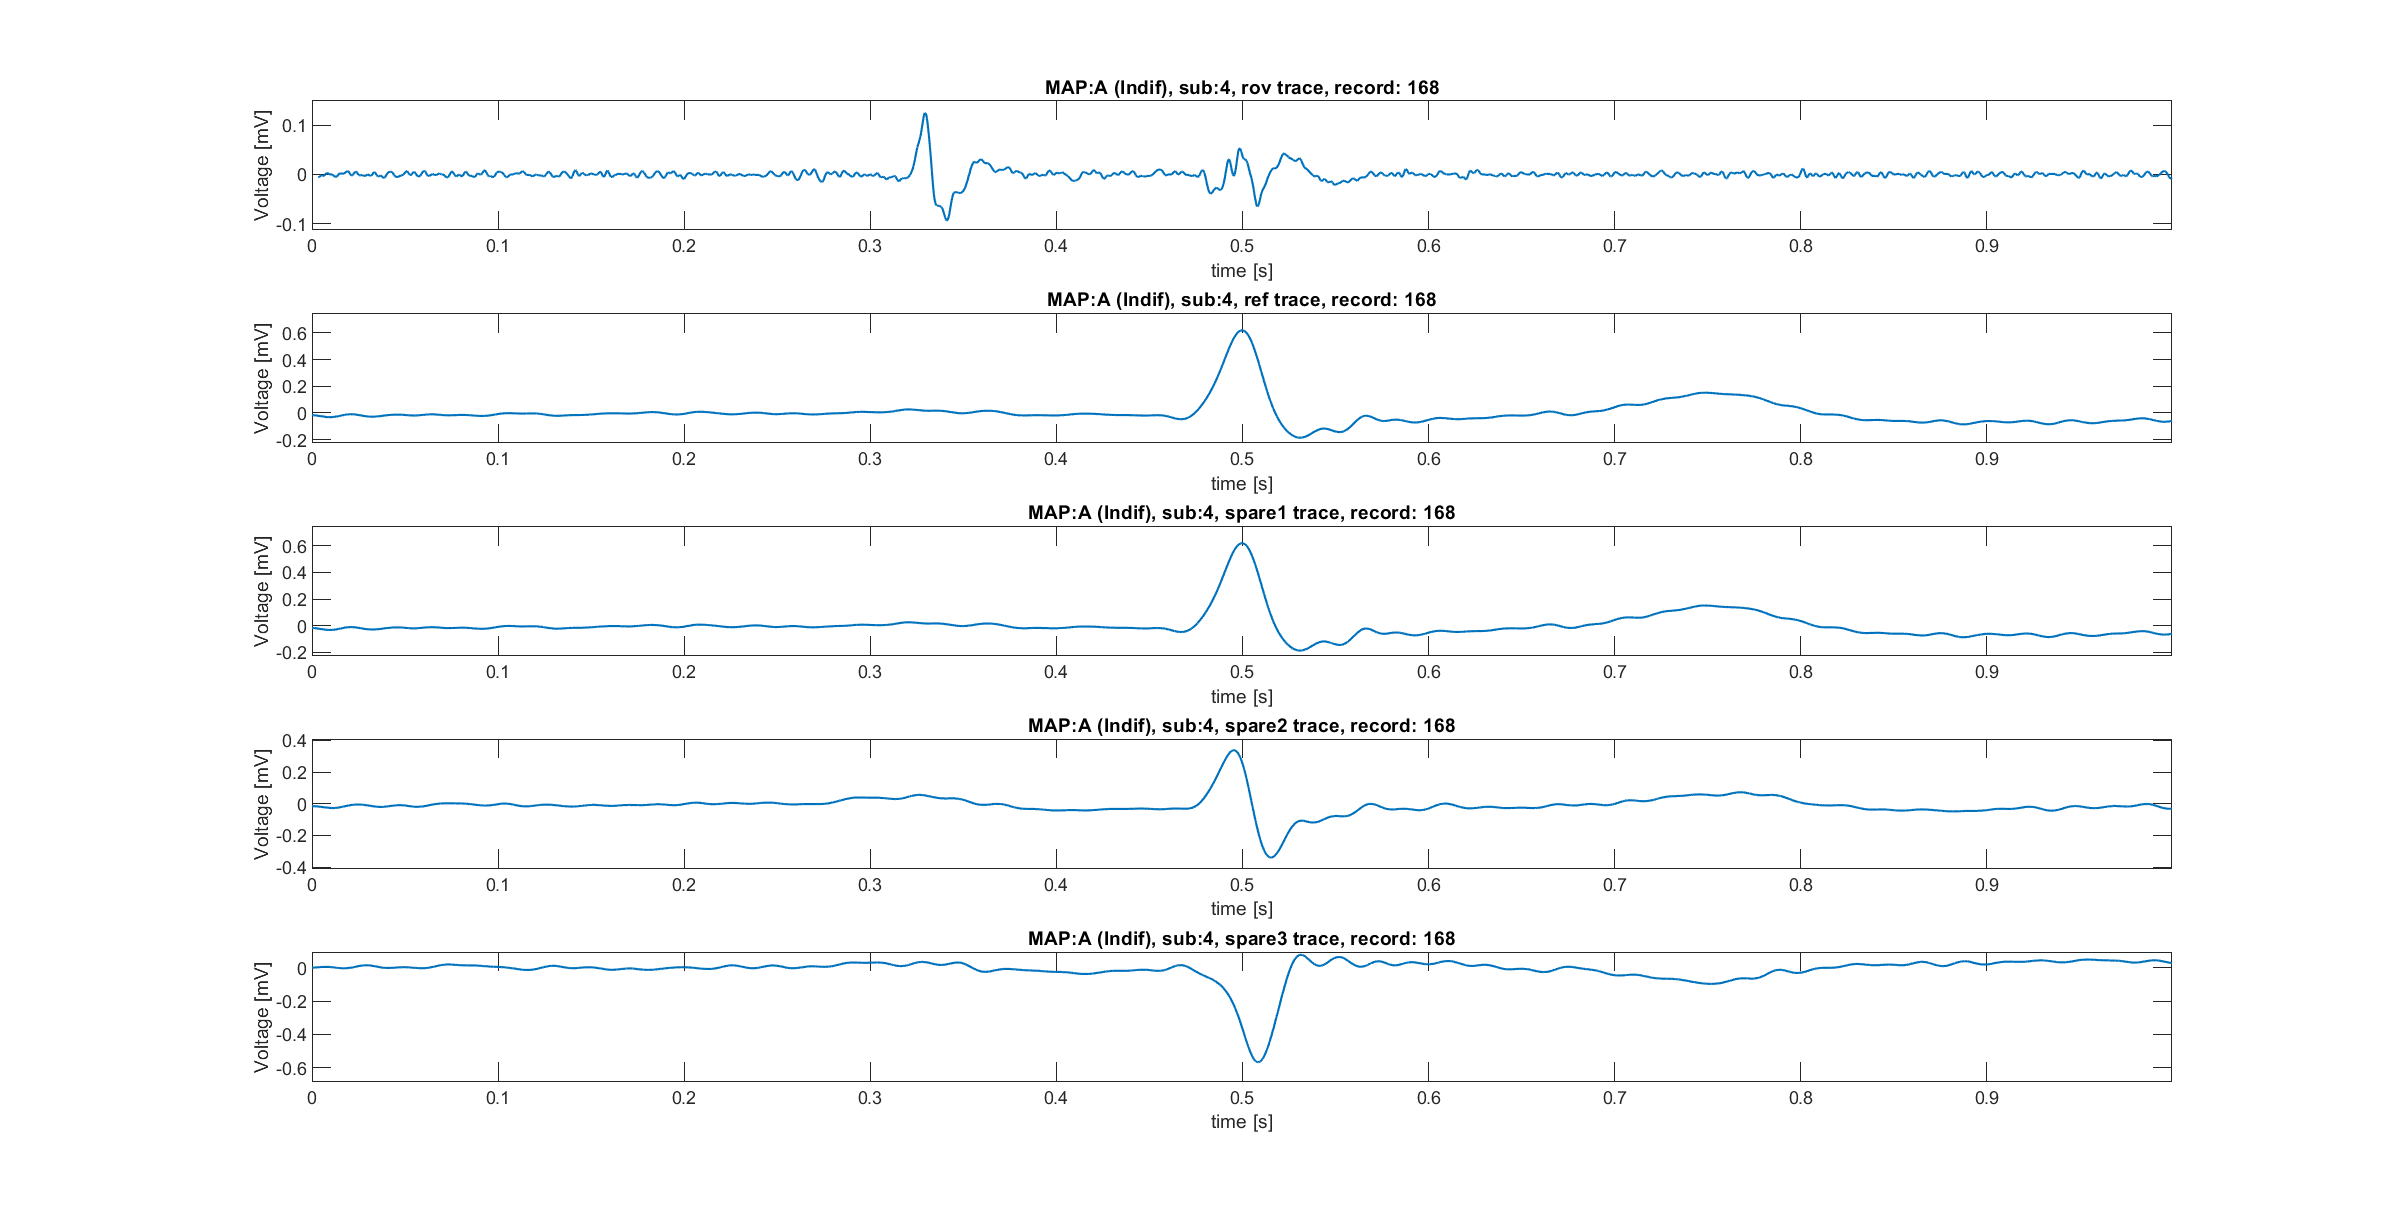 MAP:A (Indif), sub:4, rov trace, record: 168
Voltage [mV]
0.1
0
-0.1
0 0.1 0.2 0.3 0.4 0.5 0.6 0.7 0.8 0.9
time [s]
MAP:A (Indif), sub:4, ref trace, record: 168
Voltage [mV]
0.6
0.4
0.2
0
-0.2
0 0.1 0.2 0.3 0.4 0.5 0.6 0.7 0.8 0.9
time [s]
MAP:A (Indif), sub:4, spare1 trace, record: 168
Voltage [mV]
0.6
0.4
0.2
0
-0.2
0 0.1 0.2 0.3 0.4 0.5 0.6 0.7 0.8 0.9
time [s]
MAP:A (Indif), sub:4, spare2 trace, record: 168
Voltage [mV]
0.4
0.2
0
-0.2
-0.4
0 0.1 0.2 0.3 0.4 0.5 0.6 0.7 0.8 0.9
time [s]
MAP:A (Indif), sub:4, spare3 trace, record: 168
Voltage [mV]
0
-0.2
-0.4
-0.6
0 0.1 0.2 0.3 0.4 0.5 0.6 0.7 0.8 0.9
time [s]